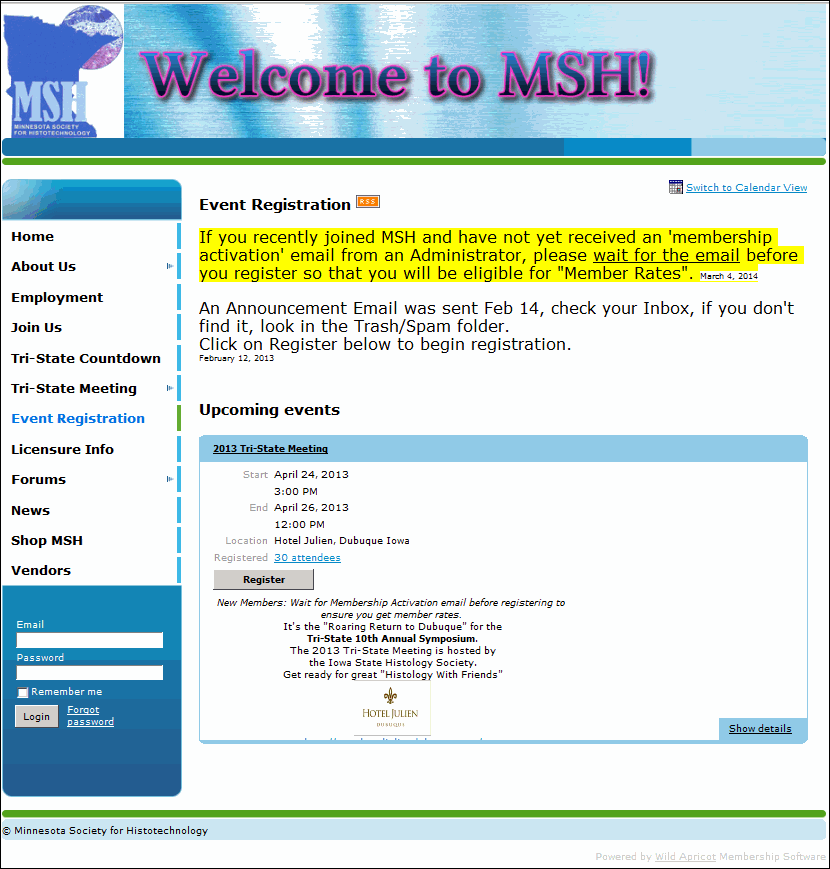 MSH
MINNESOTA SOCIETY
FOR HISTOTECHNOLOGY
Welcome to MSH!
Switch to Calendar View
Event Registration RSS
If you recently joined MSH and have not yet received an 'membership
activation' email from an Administrator, please wait for the email before
you register so that you will be eligible for "Member Rates". March 4, 2014
An Announcement Email was sent Feb 14, check your Inbox, if you don't
find it, look in the Trash/Spam folder.
Click on Register below to begin registration.
February 12, 2013
Home
About Us
Employment
Join Us
Tri-State Countdown
Tri-State Meeting
Event Registration
Licensure Info
Forums
News
Shop MSH
Vendors
Email
Password
Remember me
Login
Forgot
password
Upcoming events
2013 Tri-State Meeting
Start April 24, 2013
3:00 PM
End April 26, 2013
12:00 PM
Location Hotel Julien, Dubuque Iowa
Registered 30 attendees
Register
New Members: Wait for Membership Activation email before registering to
ensure you get member rates.
It's the "Roaring Return to Dubuque" for the
Tri-State 10th Annual Symposium.
The 2013 Tri-State Meeting is hosted by
the Iowa State Histology Society.
Get ready for great "Histology With Friends"
HOTEL JULIEN
DUBUQUE
Show details
© Minnesota Society for Histotechnology
Powered by Wild Apricot Membership Software